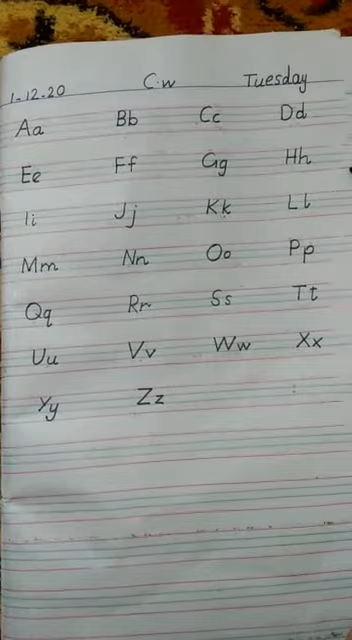 1-12-20 C.w Tuesday
Aa Bb Cc Dd
Ee Ff Gg Hh
Ii Jj Kk Ll
Mm Nn Oo Pp
Qq Rr Ss Tt
Uu Vv Ww Xx
Yy Zz